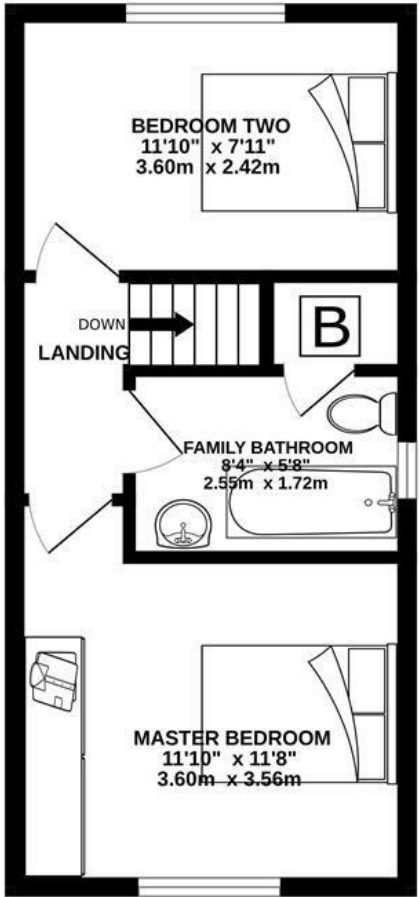 BEDROOM TWO
11'10" x 7'11"
3.60m x 2.42m
DOWN
LANDING
B
FAMILY BATHROOM
8'4" x 5'8"
2.55m x 1.72m
MASTER BEDROOM
11'10" x 11'8"
3.60m x 3.56m